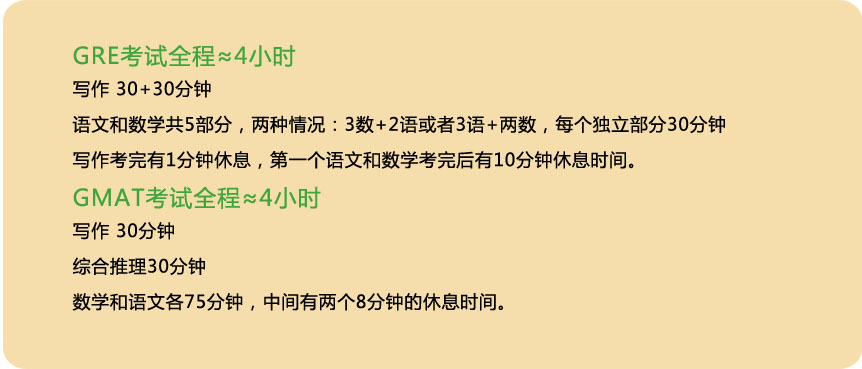 GRE考试全程≈4小时
写作 30+30分钟
语文和数学共5部分，两种情况：3数+2语或者3语+两数，每个独立部分30分钟
写作考完有1分钟休息，第一个语文和数学考完后有10分钟休息时间。
GMAT考试全程≈4小时
写作 30分钟
综合推理30分钟
数学和语文各75分钟，中间有两个8分钟的休息时间。